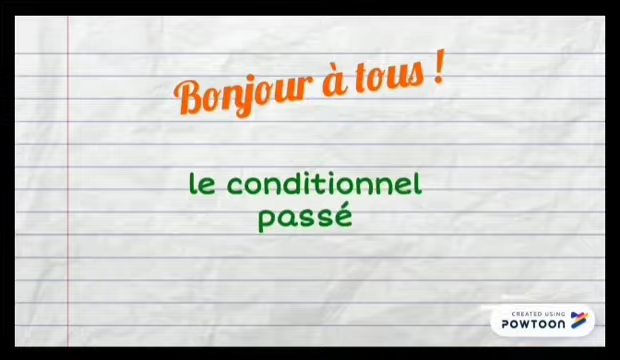 Bonjour à tous !
le conditionnel
passé
CREATED USING
POWTOON